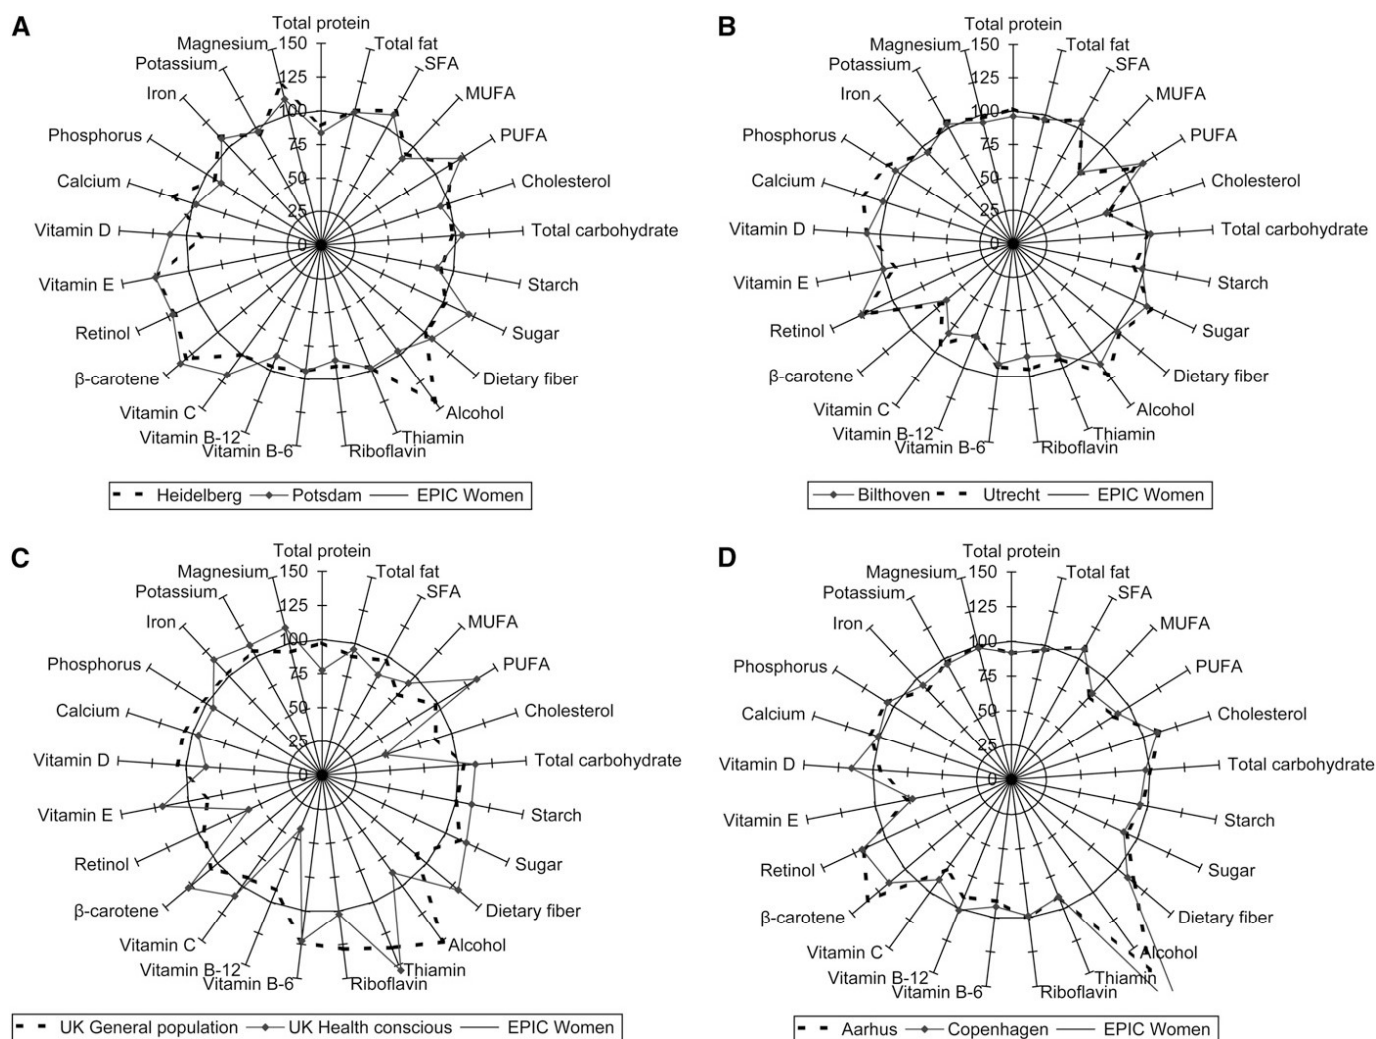 A
Total protein
150
Total fat
SFA
MUFA
PUFA
Cholesterol
Total carbohydrate
Starch
Sugar
Dietary fiber
Alcohol
Thiamin
Riboflavin
Vitamin B-6
Vitamin B-12
Vitamin C
β-carotene
Retinol
Vitamin E
Vitamin D
Calcium
Phosphorus
Iron
Potassium
Magnesium
125
100
75
50
25
0
Heidelberg Potsdam EPIC Women
B
Total protein
150
Total fat
SFA
MUFA
PUFA
Cholesterol
Total carbohydrate
Starch
Sugar
Dietary fiber
Alcohol
Thiamin
Riboflavin
Vitamin B-6
Vitamin B-12
Vitamin C
β-carotene
Retinol
Vitamin E
Vitamin D
Calcium
Phosphorus
Iron
Potassium
Magnesium
125
100
75
50
25
0
Bilthoven Utrecht EPIC Women
C
Total protein
150
Total fat
SFA
MUFA
PUFA
Cholesterol
Total carbohydrate
Starch
Sugar
Dietary fiber
Alcohol
Thiamin
Riboflavin
Vitamin B-6
Vitamin B-12
Vitamin C
β-carotene
Retinol
Vitamin E
Vitamin D
Calcium
Phosphorus
Iron
Potassium
Magnesium
125
100
75
50
25
0
UK General population UK Health conscious EPIC Women
D
Total protein
150
Total fat
SFA
MUFA
PUFA
Cholesterol
Total carbohydrate
Starch
Sugar
Dietary fiber
Alcohol
Thiamin
Riboflavin
Vitamin B-6
Vitamin B-12
Vitamin C
β-carotene
Retinol
Vitamin E
Vitamin D
Calcium
Phosphorus
Iron
Potassium
Magnesium
125
100
75
50
25
0
Aarhus Copenhagen EPIC Women